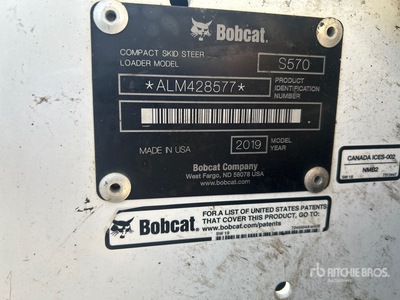 Bobcat.
COMPACT SKID STEER
LOADER MODEL
S570
*ALM428577*
PRODUCT
IDENTIFICATION
NUMBER
MADE IN USA
2019
MODEL
YEAR
Bobcat Company
West Fargo, ND 58078 USA
www.bobcat.com
CANADA ICES-002
NMB2
Bobcat.
FOR A LIST OF UNITED STATES PATENTS
THAT COVER THIS PRODUCT, GO TO:
www.bobcat.com/patents
rb RITCHIE BROS.